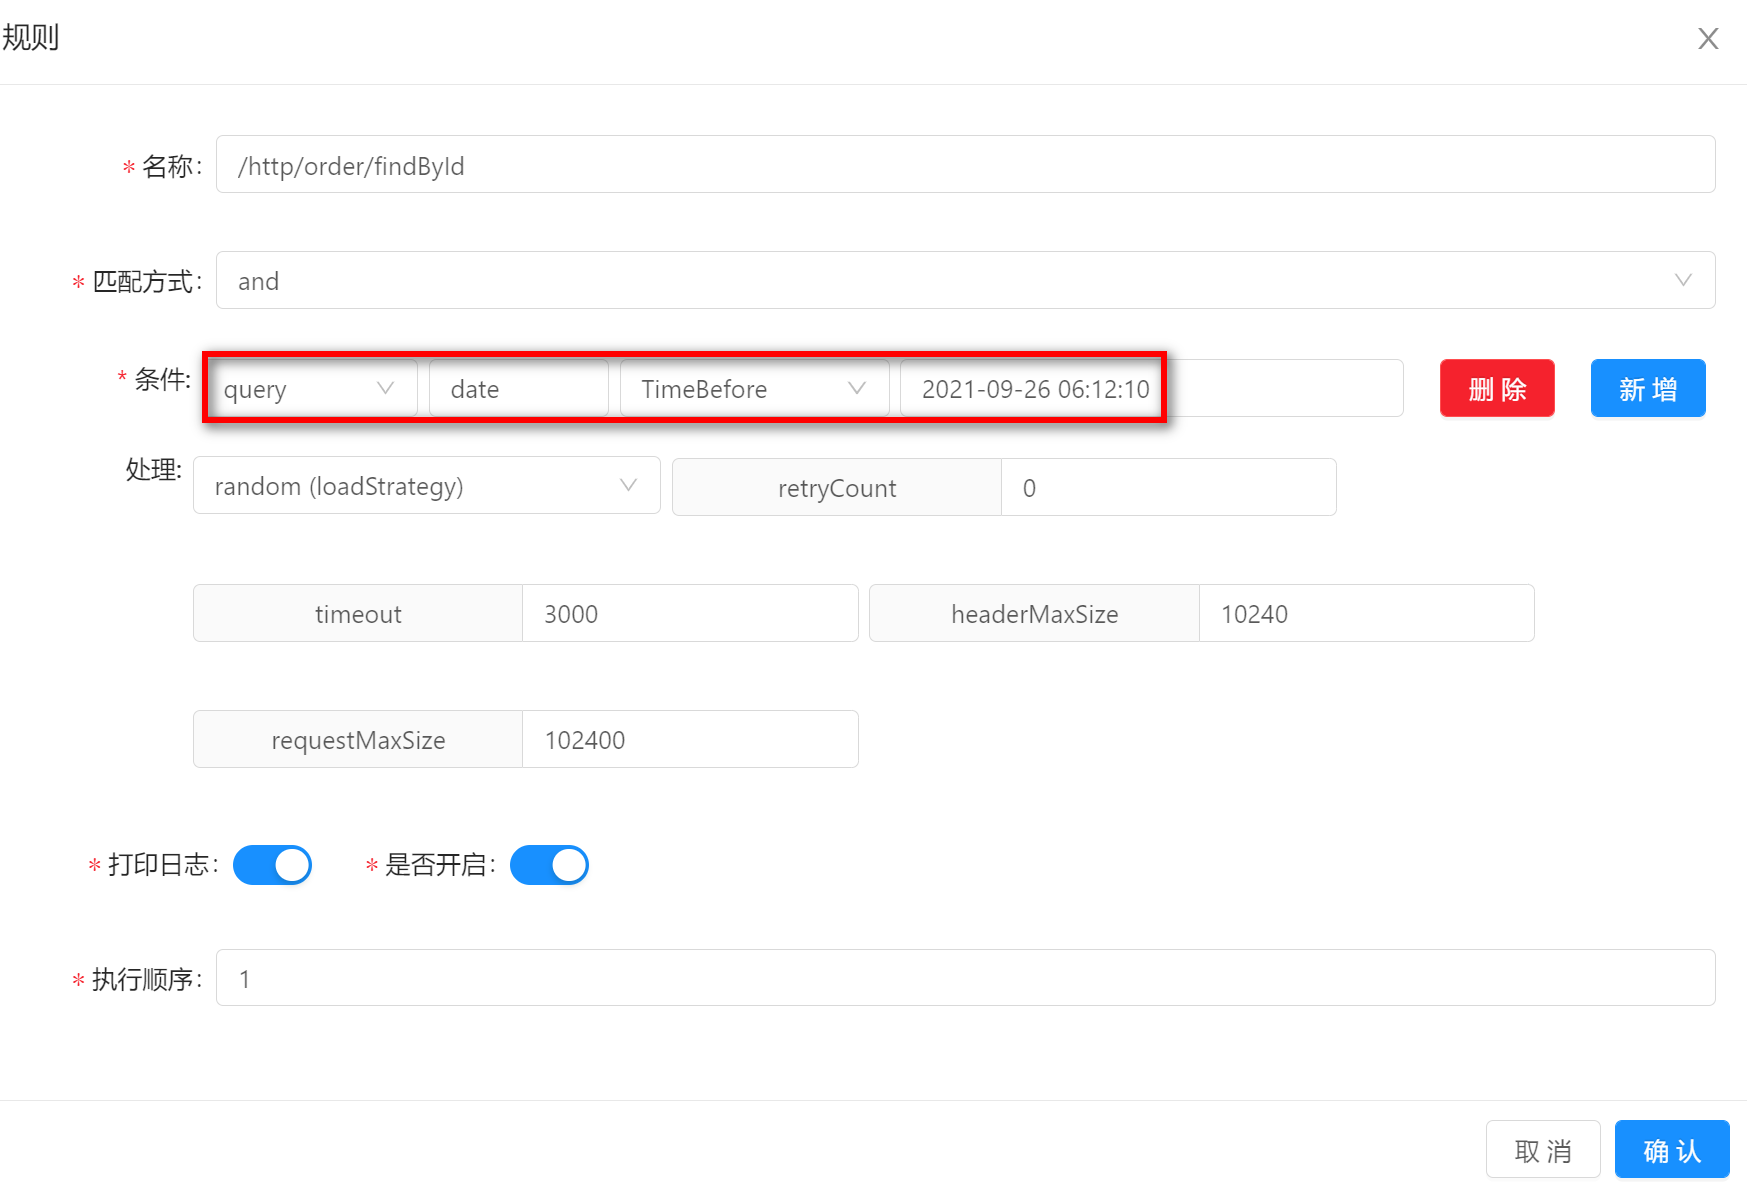 规则
* 名称: /http/order/findById
* 匹配方式: and
* 条件: query date TimeBefore 2021-09-26 06:12:10 删 除 新 增
处理: random (loadStrategy) retryCount 0
timeout 3000 headerMaxSize 10240
requestMaxSize 102400
* 打印日志: * 是否开启:
* 执行顺序: 1
取 消 确 认